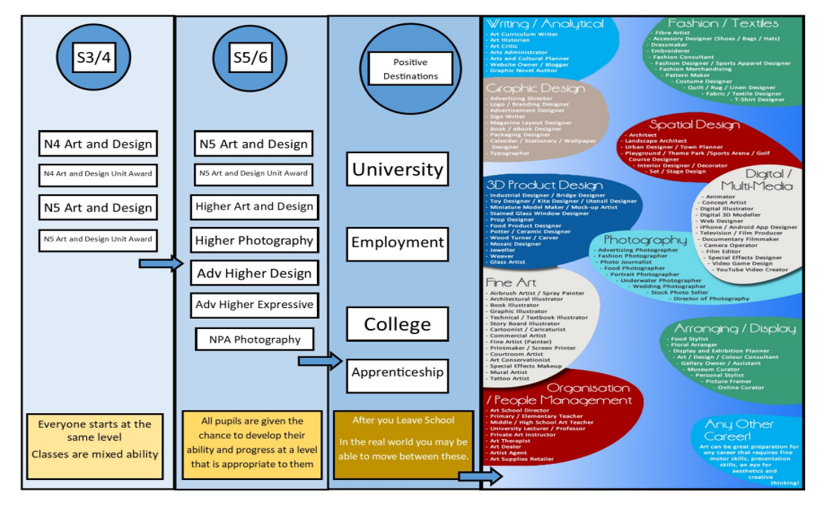 S3/4
N4 Art and Design
N4 Art and Design Unit Award
N5 Art and Design
N5 Art and Design Unit Award
Everyone starts at the
same level
Classes are mixed ability
S5/6
N5 Art and Design
N5 Art and Design Unit Award
Higher Art and Design
Higher Photography
Adv Higher Design
Adv Higher Expressive
NPA Photography
All pupils are given the
chance to develop their
ability and progress at a level
that is appropriate to them
Positive
Destinations
University
Employment
College
Apprenticeship
After you Leave School
In the real world you may be
able to move between these.
Writing / Analytical
- Art Curriculum Writer
- Art Historian
- Art Critic
- Arts Administrator
- Arts and Cultural Planner
- Website Owner / Blogger
- Graphic Novel Author
Fashion / Textiles
- Fibre Artist
- Accessory Designer (Shoes / Bags / Hats)
- Dressmaker
- Embroiderer
- Fashion Consultant
- Fashion Designer / Sports Apparel Designer
- Fashion Merchandising
- Pattern Maker
- Costume Designer
- Quilt / Rug / Linen Designer
- Fabric / Textile Designer
- T-Shirt Designer
Graphic Design
- Advertising Director
- Logo / Branding Designer
- Advertisement Designer
- Sign Writer
- Magazine Layout Designer
- Book / eBook Designer
- Packaging Designer
- Calendar / Stationery / Wallpaper
Designer
- Typographer
Spatial Design
- Architect
- Landscape Architect
- Urban Designer / Town Planner
- Playground / Theme Park /Sports Arena / Golf
Course Designer
- Interior Designer / Decorator
- Set / Stage Design
3D Product Design
- Industrial Designer / Bridge Designer
- Toy Designer / Kite Designer / Utensil Designer
- Miniature Model Maker / Mock-up Artist
- Stained Glass Window Designer
- Prop Designer
- Food Product Designer
- Potter / Ceramic Designer
- Wood Turner / Carver
- Mosaic Designer
- Jeweller
- Weaver
- Glass Artist
Digital /
Multi-Media
- Animator
- Concept Artist
- Digital Illustrator
- Digital 3D Modeller
- Web Designer
- iPhone / Android App Designer
- Television / Film Producer
- Documentary Filmmaker
- Camera Operator
- Film Editor
- Special Effects Designer
- Video Game Design
- YouTube Video Creator
Photography
- Advertising Photographer
- Fashion Photographer
- Photo Journalist
- Food Photographer
- Portrait Photographer
- Underwater Photographer
- Wedding Photographer
- Stock Photo Seller
- Director of Photography
Fine Art
- Airbrush Artist / Spray Painter
- Architectural Illustrator
- Book Illustrator
- Graphic Illustrator
- Technical / Textbook Illustrator
- Story Board Illustrator
- Cartoonist / Caricaturist
- Commercial Artist
- Fine Artist (Painter)
- Printmaker / Screen Printer
- Courtroom Artist
- Art Conservationist
- Special Effects Makeup
- Mural Artist
- Tattoo Artist
Arranging / Display
- Food Stylist
- Floral Arranger
- Display and Exhibition Planner
- Art / Design / Colour Consultant
- Gallery Owner / Assistant
- Museum Curator
- Personal Stylist
- Picture Framer
- Online Curator
Organisation
/ People Management
- Art School Director
- Primary / Elementary Teacher
- Middle / High School Art Teacher
- University Lecturer / Professor
- Private Art Instructor
- Art Therapist
- Art Dealer
- Artist Agent
- Art Supplies Retailer
Any Other
Career!
Art can be great preparation for
any career that requires fine
motor skills, presentation
skills, an eye for
aesthetics and
creative
thinking!